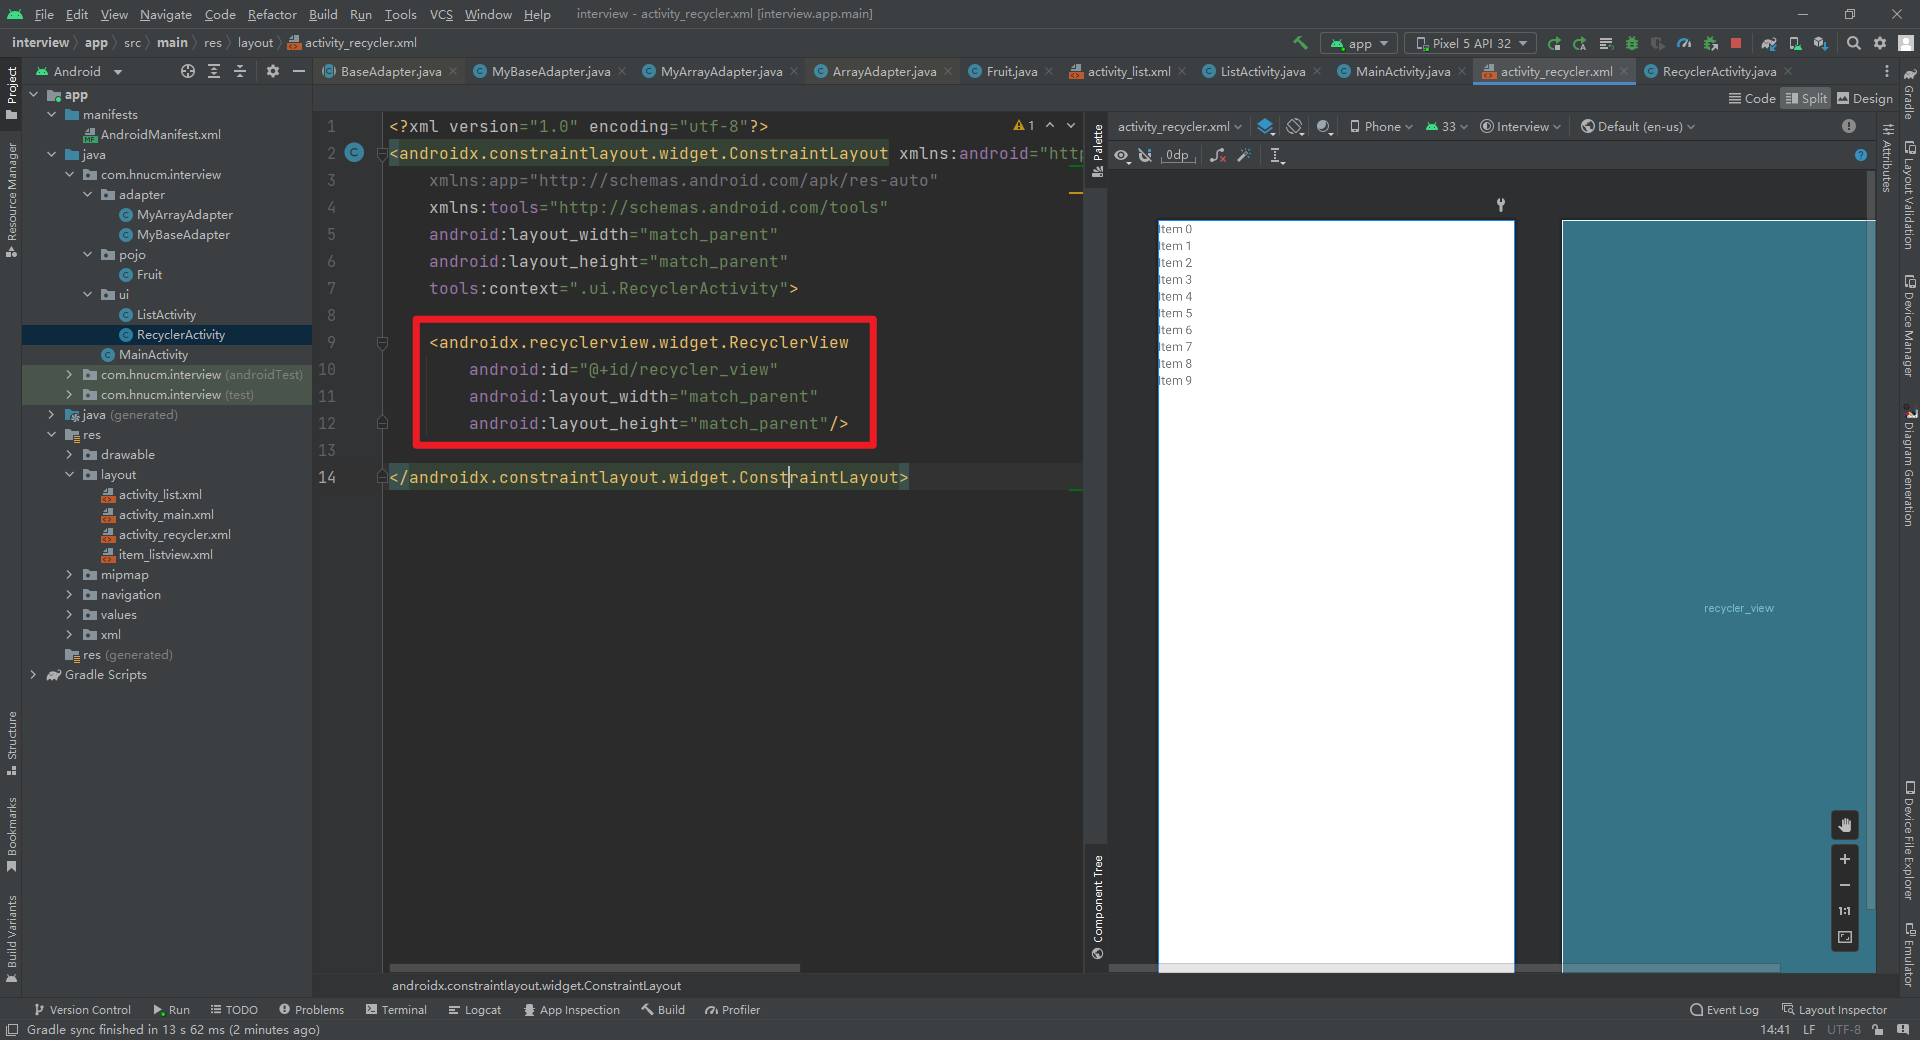 File Edit View Navigate Code Refactor Build Run Tools VCS Window Help interview - activity_recycler.xml [interview.app.main]
interview app src main res layout activity_recycler.xml
app Pixel 5 API 32
Android
BaseAdapter.java MyBaseAdapter.java MyArrayAdapter.java ArrayAdapter.java Fruit.java activity_list.xml ListActivity.java MainActivity.java activity_recycler.xml RecyclerActivity.java
Code Split Design
Project
Resource Manager
Structure
Bookmarks
Build Variants
app
manifests
AndroidManifest.xml
java
com.hnucm.interview
adapter
MyArrayAdapter
MyBaseAdapter
pojo
Fruit
ui
ListActivity
RecyclerActivity
MainActivity
com.hnucm.interview (androidTest)
com.hnucm.interview (test)
java (generated)
res
drawable
layout
activity_list.xml
activity_main.xml
activity_recycler.xml
item_listview.xml
mipmap
navigation
values
xml
res (generated)
Gradle Scripts
1 <?xml version="1.0" encoding="utf-8"?>
2 <androidx.constraintlayout.widget.ConstraintLayout xmlns:android="http
3 xmlns:app="http://schemas.android.com/apk/res-auto"
4 xmlns:tools="http://schemas.android.com/tools"
5 android:layout_width="match_parent"
6 android:layout_height="match_parent"
7 tools:context=".ui.RecyclerActivity">
8
9 <androidx.recyclerview.widget.RecyclerView
10 android:id="@+id/recycler_view"
11 android:layout_width="match_parent"
12 android:layout_height="match_parent"/>
13
14 </androidx.constraintlayout.widget.ConstraintLayout>
1
androidx.constraintlayout.widget.ConstraintLayout
Palette
Component Tree
activity_recycler.xml Phone 33 Interview Default (en-us)
0dp
Item 0
Item 1
Item 2
Item 3
Item 4
Item 5
Item 6
Item 7
Item 8
Item 9
recycler_view
1:1
Attributes
Gradle
Layout Validation
Device Manager
Diagram Generation
Device File Explorer
Emulator
Version Control Run TODO Problems Terminal Logcat App Inspection Build Profiler Event Log Layout Inspector
Gradle sync finished in 13 s 62 ms (2 minutes ago) 14:41 LF UTF-8